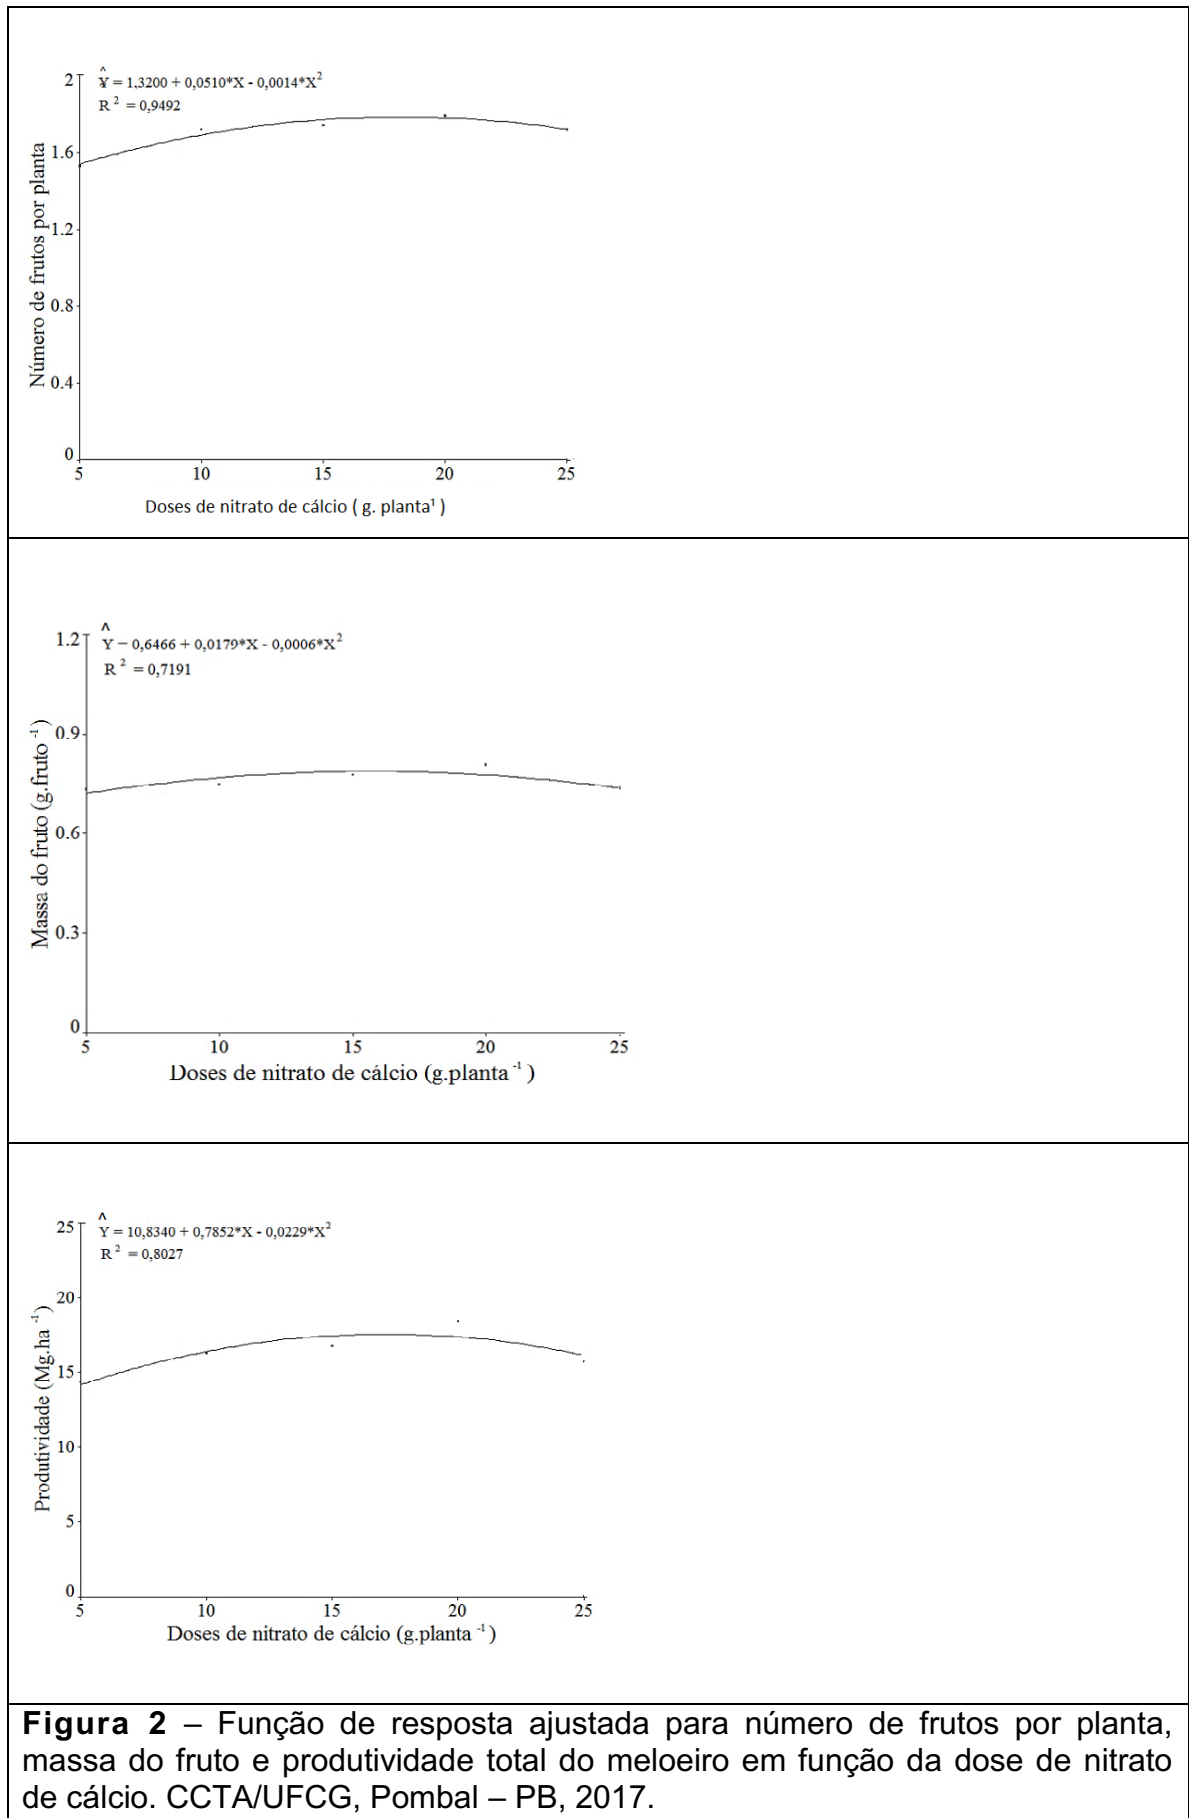 ^
Y = 1,3200 + 0,0510*X - 0,0014*X²
R² = 0,9492
Número de frutos por planta
2
1.6
1.2
0.8
0.4
0
5 10 15 20 25
Doses de nitrato de cálcio ( g. planta¹ )
^
Y = 0,6466 + 0,0179*X - 0,0006*X²
R² = 0,7191
Massa do fruto (g.fruto⁻¹)
1.2
0.9
0.6
0.3
0
5 10 15 20 25
Doses de nitrato de cálcio (g.planta⁻¹ )
^
Y = 10,8340 + 0,7852*X - 0,0229*X²
R² = 0,8027
Produtividade (Mg.ha⁻¹)
25
20
15
10
5
0
5 10 15 20 25
Doses de nitrato de cálcio (g.planta⁻¹ )
Figura 2 – Função de resposta ajustada para número de frutos por planta,
massa do fruto e produtividade total do meloeiro em função da dose de nitrato
de cálcio. CCTA/UFCG, Pombal – PB, 2017.